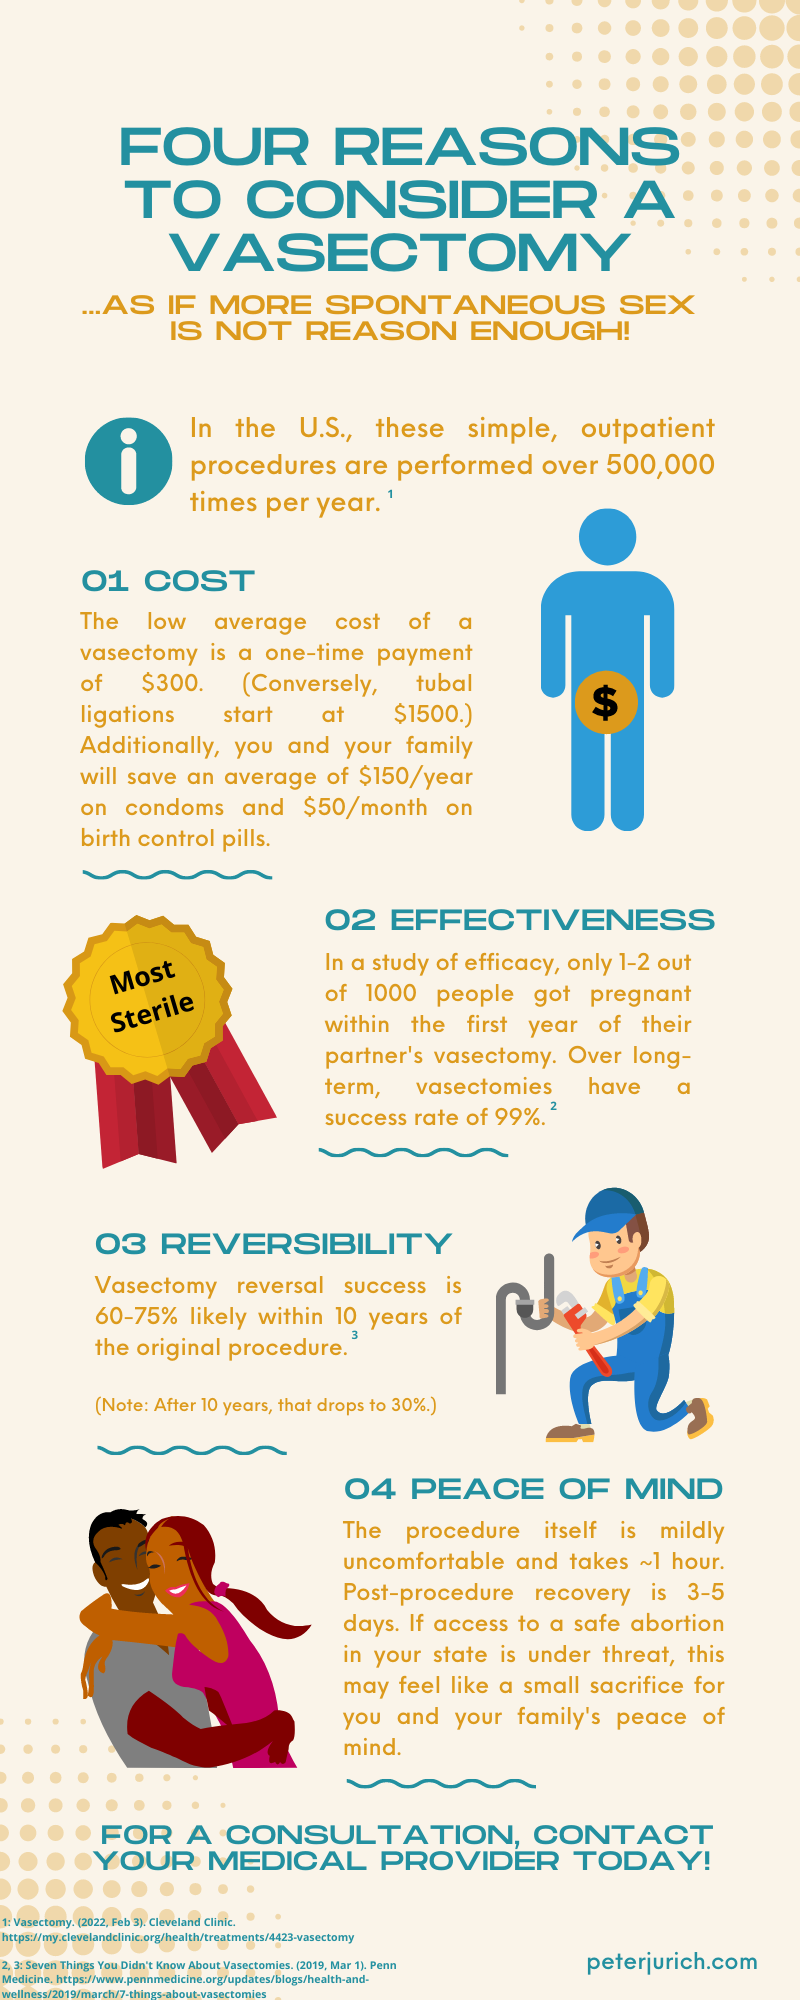 FOUR REASONS
TO CONSIDER A
VASECTOMY
...AS IF MORE SPONTANEOUS SEX
IS NOT REASON ENOUGH!
In the U.S., these simple, outpatient
procedures are performed over 500,000
times per year. 1
01 COST
The low average cost of a
vasectomy is a one-time payment
of $300. (Conversely, tubal
ligations start at $1500.)
Additionally, you and your family
will save an average of $150/year
on condoms and $50/month on
birth control pills.
$
02 EFFECTIVENESS
In a study of efficacy, only 1-2 out
of 1000 people got pregnant
within the first year of their
partner's vasectomy. Over long-
term, vasectomies have a
success rate of 99%. 2
Most
Sterile
03 REVERSIBILITY
Vasectomy reversal success is
60-75% likely within 10 years of
the original procedure. 3
(Note: After 10 years, that drops to 30%.)
04 PEACE OF MIND
The procedure itself is mildly
uncomfortable and takes ~1 hour.
Post-procedure recovery is 3-5
days. If access to a safe abortion
in your state is under threat, this
may feel like a small sacrifice for
you and your family's peace of
mind.
FOR A CONSULTATION, CONTACT
YOUR MEDICAL PROVIDER TODAY!
1: Vasectomy. (2022, Feb 3). Cleveland Clinic.
https://my.clevelandclinic.org/health/treatments/4423-vasectomy
2, 3: Seven Things You Didn't Know About Vasectomies. (2019, Mar 1). Penn
Medicine. https://www.pennmedicine.org/updates/blogs/health-and-
wellness/2019/march/7-things-about-vasectomies
peterjurich.com